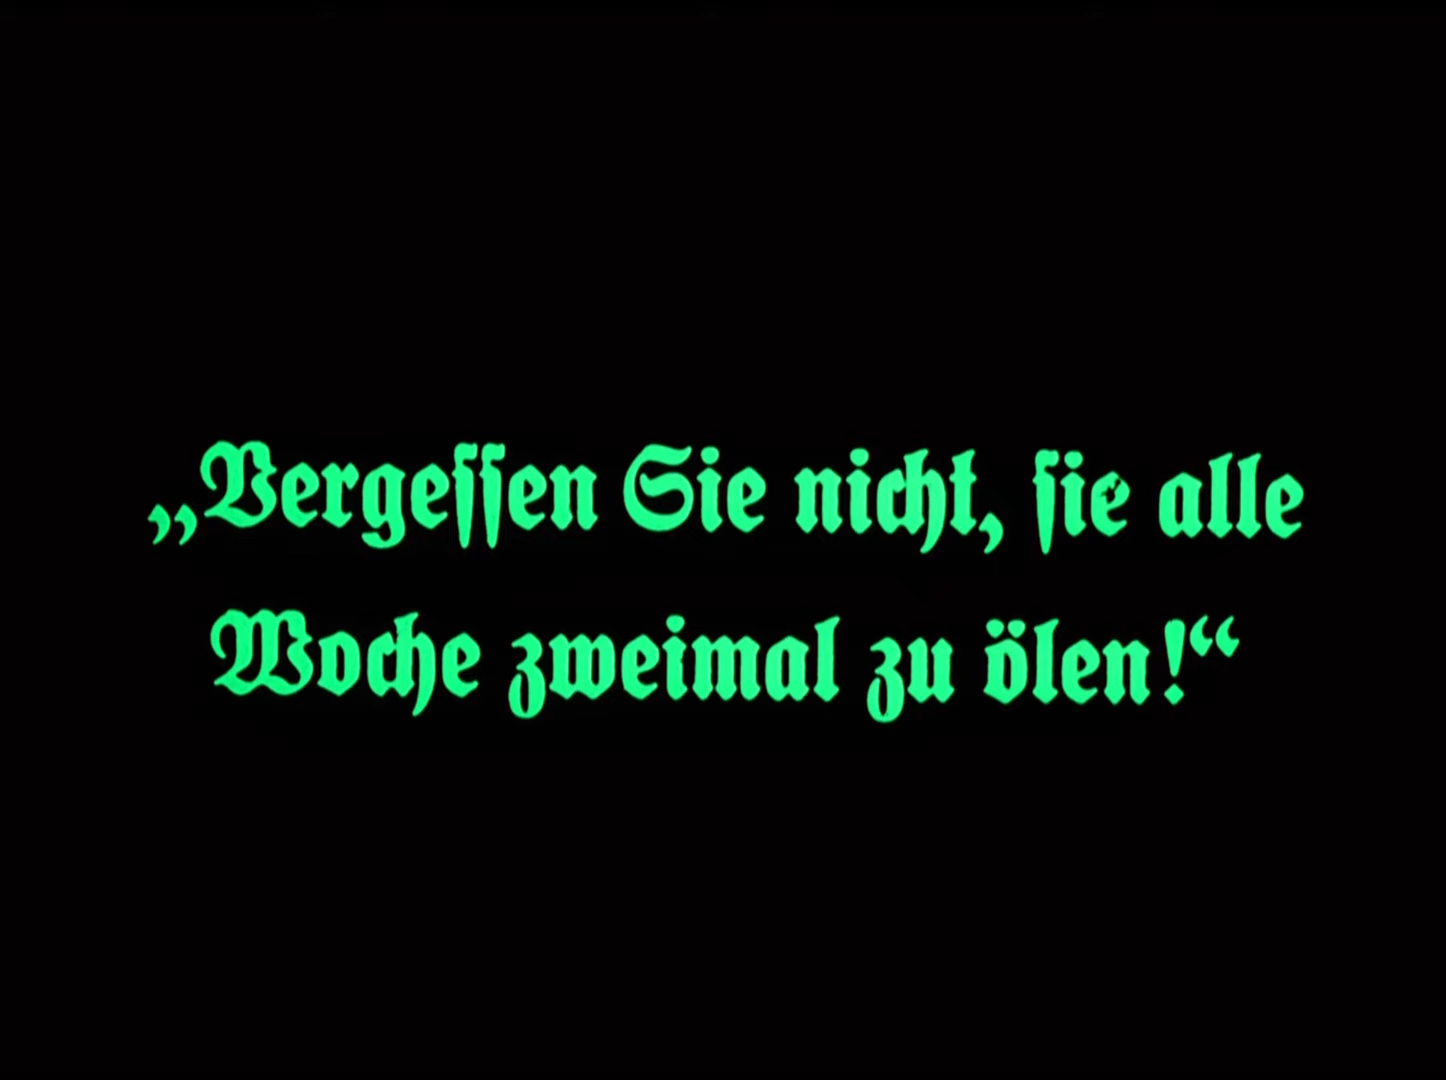 „Vergeſſen Sie nicht, ſie alle
Woche zweimal zu ölen!“